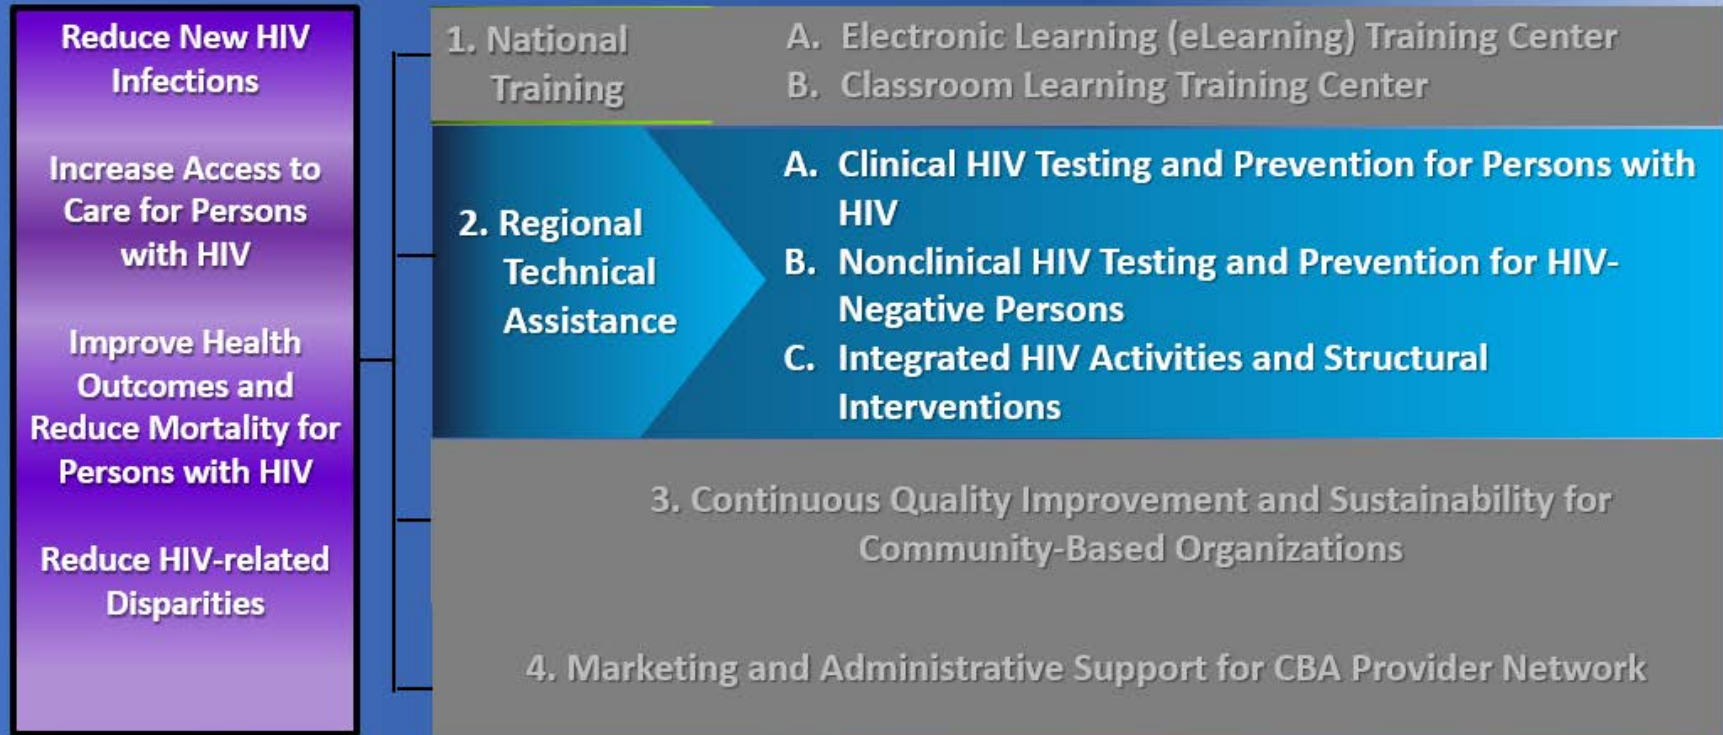 Reduce New HIV
Infections
Increase Access to
Care for Persons
with HIV
Improve Health
Outcomes and
Reduce Mortality for
Persons with HIV
Reduce HIV-related
Disparities
1. National
Training
A. Electronic Learning (eLearning) Training Center
B. Classroom Learning Training Center
2. Regional
Technical
Assistance
A. Clinical HIV Testing and Prevention for Persons with
HIV
B. Nonclinical HIV Testing and Prevention for HIV-
Negative Persons
C. Integrated HIV Activities and Structural
Interventions
3. Continuous Quality Improvement and Sustainability for
Community-Based Organizations
4. Marketing and Administrative Support for CBA Provider Network